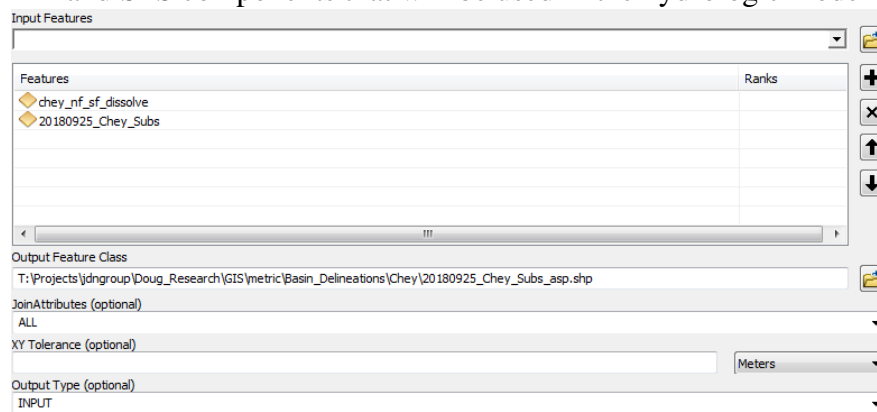 Input Features
Features Ranks
chey_nf_sf_dissolve
20180925_Chey_Subs
Output Feature Class
T:\Projects\jdngroup\Doug_Research\GIS\metric\Basin_Delineations\Chey\20180925_Chey_Subs_asp.shp
JoinAttributes (optional)
ALL
XY Tolerance (optional)
Meters
Output Type (optional)
INPUT